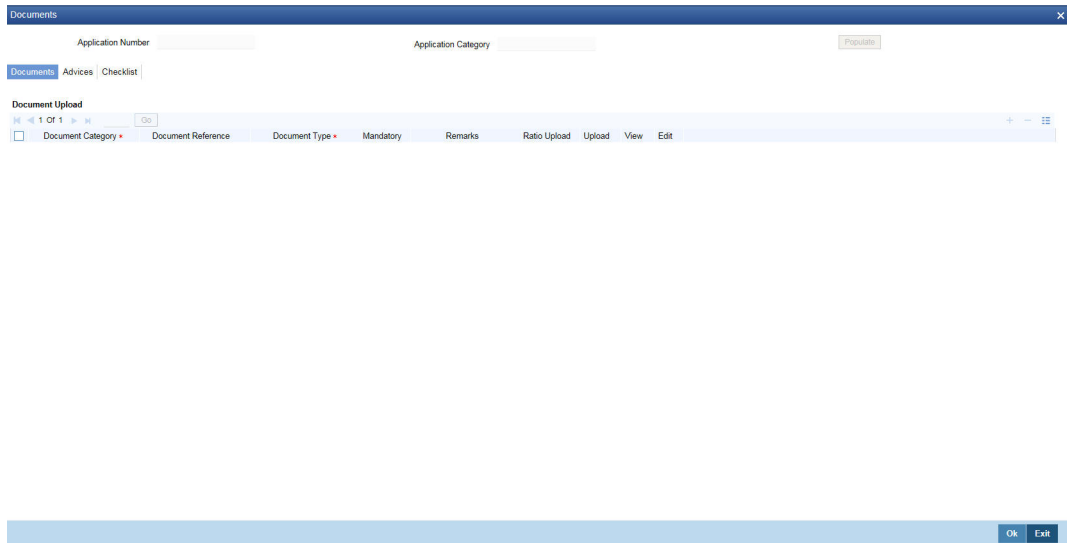 Documents
Application Number Application Category Populate
Documents Advices Checklist
Document Upload
1 Of 1 Go
Document Category * Document Reference Document Type * Mandatory Remarks Ratio Upload Upload View Edit
Ok Exit